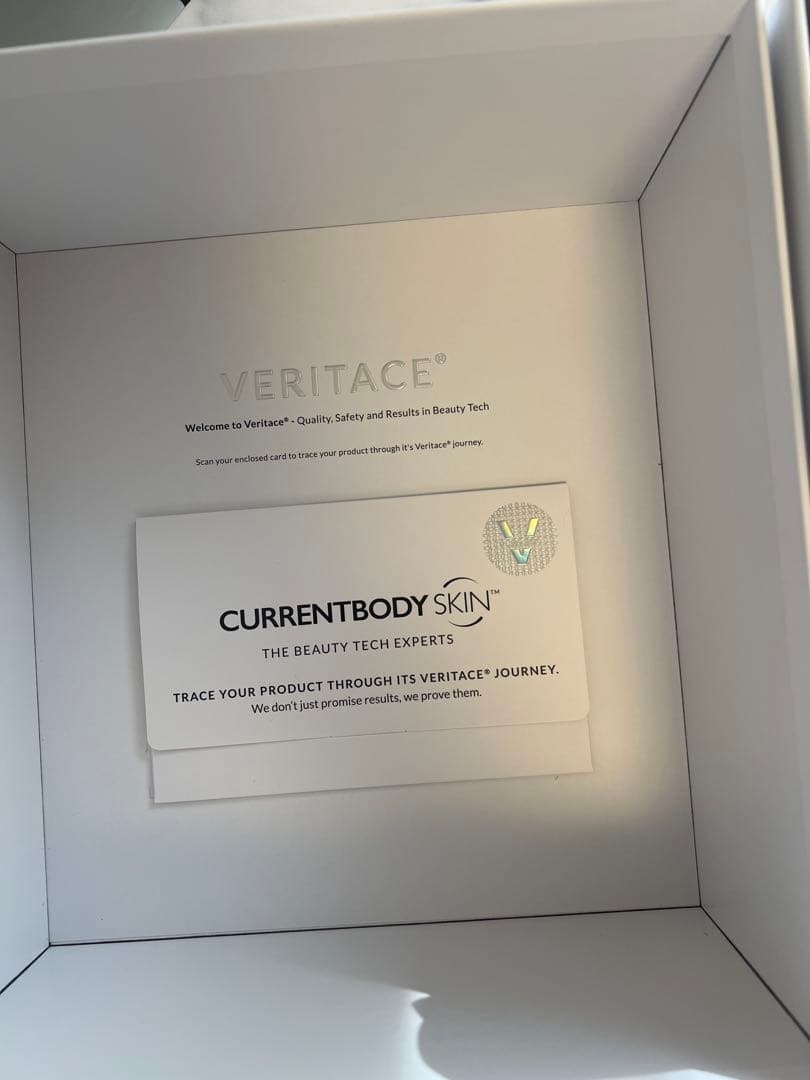 VERITACE®
Welcome to Veritace® - Quality, Safety and Results in Beauty Tech
Scan your enclosed card to trace your product through it's Veritace® journey.
CURRENTBODY SKIN™
THE BEAUTY TECH EXPERTS
TRACE YOUR PRODUCT THROUGH ITS VERITACE® JOURNEY.
We don't just promise results, we prove them.